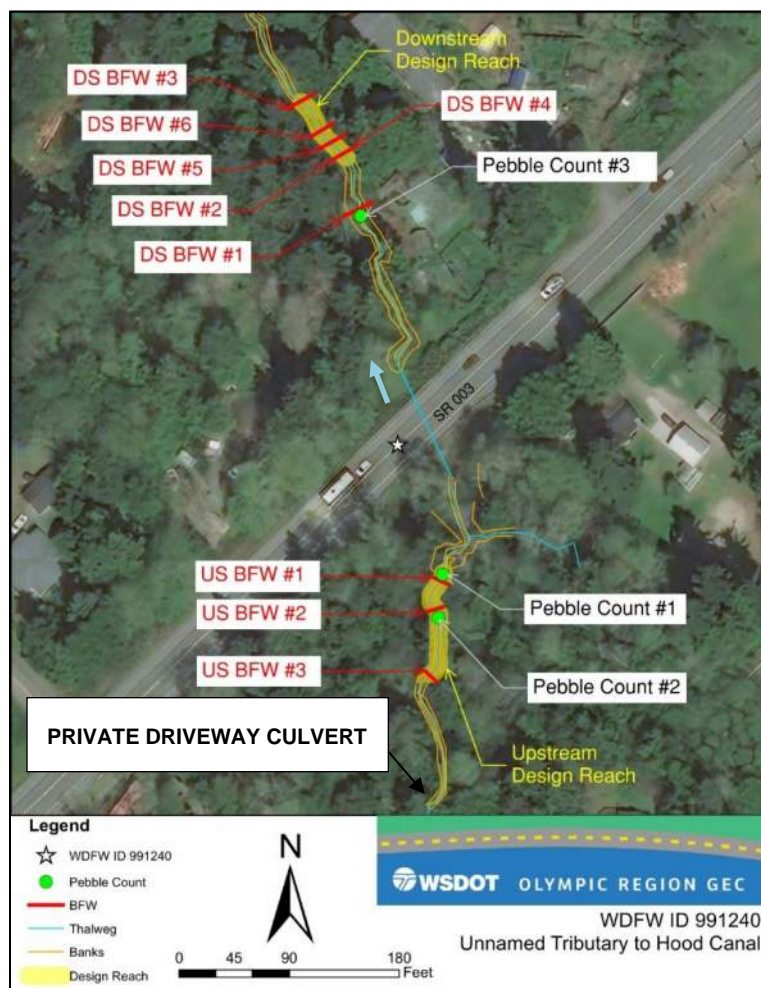 Downstream
Design Reach
DS BFW #3
DS BFW #4
DS BFW #6
DS BFW #5
Pebble Count #3
DS BFW #2
DS BFW #1
SR 003
US BFW #1
Pebble Count #1
US BFW #2
US BFW #3
Pebble Count #2
PRIVATE DRIVEWAY CULVERT
Upstream
Design Reach
Legend
WDFW ID 991240
Pebble Count
BFW
Thalweg
Banks
Design Reach
N
0 45 90 180
Feet
WSDOT OLYMPIC REGION GEC
WDFW ID 991240
Unnamed Tributary to Hood Canal